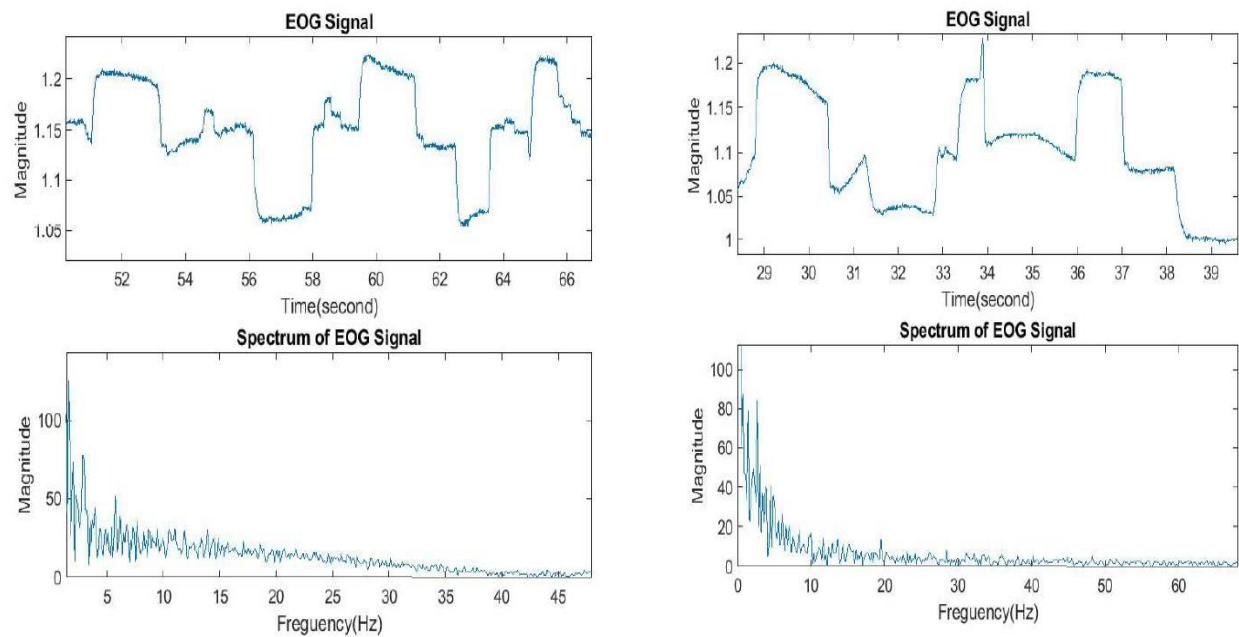 EOG Signal
1.2
1.15
1.1
1.05
Magnitude
52 54 56 58 60 62 64 66
Time(second)
Spectrum of EOG Signal
100
50
0
Magnitude
5 10 15 20 25 30 35 40 45
Freguency(Hz)
EOG Signal
1.2
1.15
1.1
1.05
1
Magnitude
29 30 31 32 33 34 35 36 37 38 39
Time(second)
Spectrum of EOG Signal
100
80
60
40
20
0
Magnitude
0 10 20 30 40 50 60
Freguency(Hz)